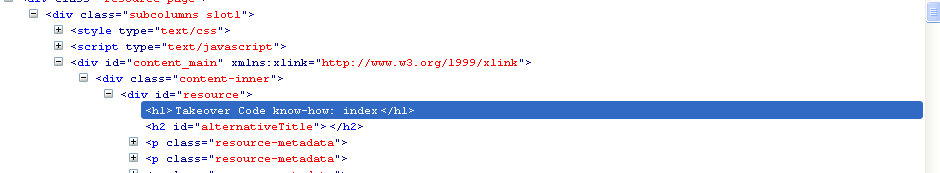 <div class="subcolumns slot1">
<style type="text/css">
<script type="text/javascript">
<div id="content_main" xmlns:xlink="http://www.w3.org/1999/xlink">
<div class="content-inner">
<div id="resource">
<h1>Takeover Code know-how: index</h1>
<h2 id="alternativeTitle"></h2>
<p class="resource-metadata">
<p class="resource-metadata">